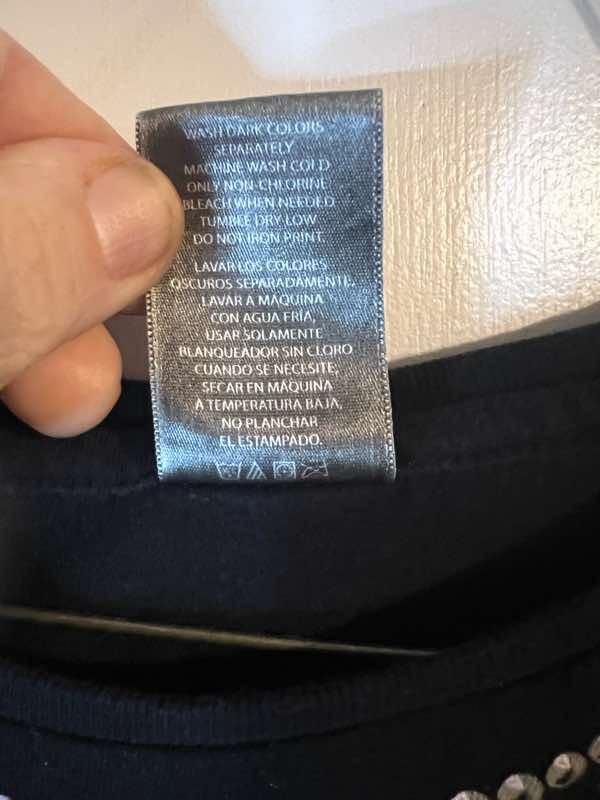 WASH DARK COLORS
SEPARATELY
MACHINE WASH COLD
ONLY NON-CHLORINE
BLEACH WHEN NEEDED
TUMBLE DRY LOW
DO NOT IRON PRINT.
LAVAR LOS COLORES
OSCUROS SEPARADAMENTE,
LAVAR A MÁQUINA
CON AGUA FRÍA,
USAR SOLAMENTE
BLANQUEADOR SIN CLORO
CUANDO SE NECESITE,
SECAR EN MÁQUINA
A TEMPERATURA BAJA,
NO PLANCHAR
EL ESTAMPADO.